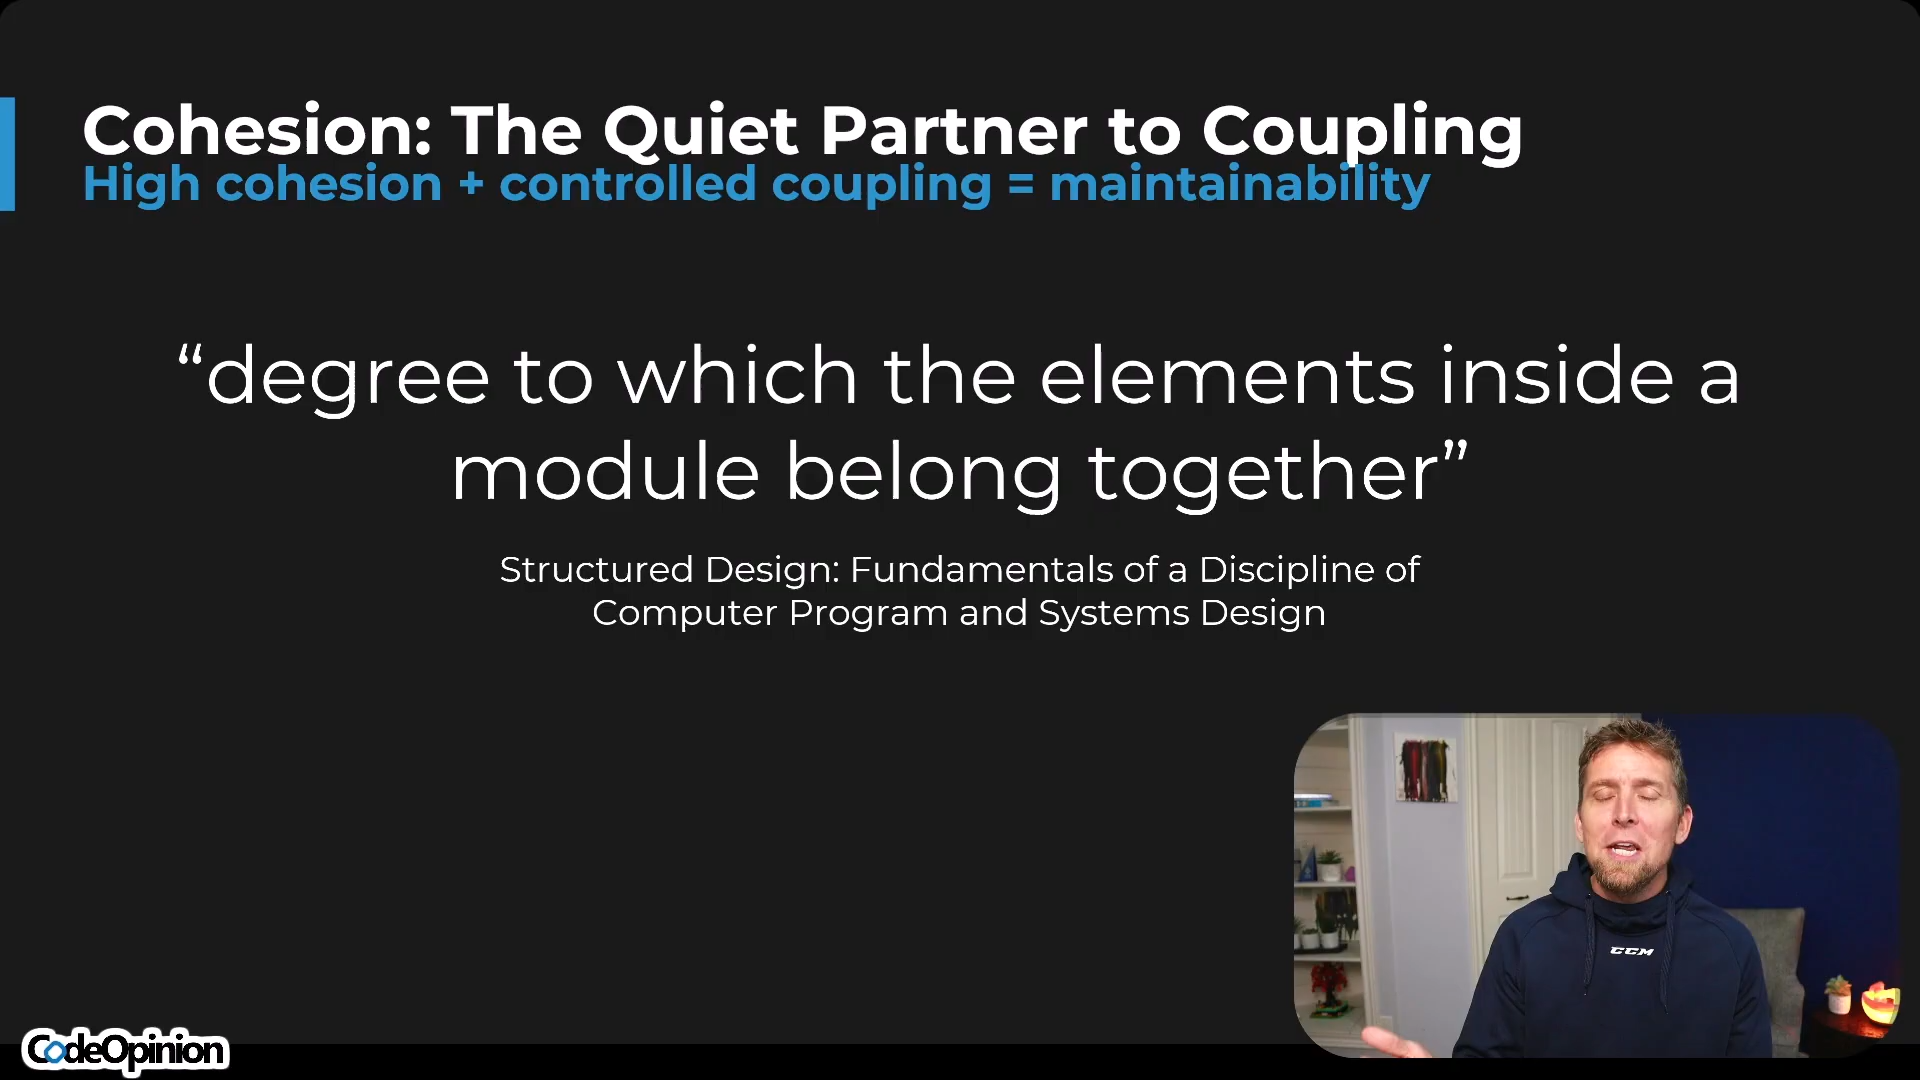 Cohesion: The Quiet Partner to Coupling
High cohesion + controlled coupling = maintainability
“degree to which the elements inside a
module belong together”
Structured Design: Fundamentals of a Discipline of
Computer Program and Systems Design
CCM
CodeOpinion